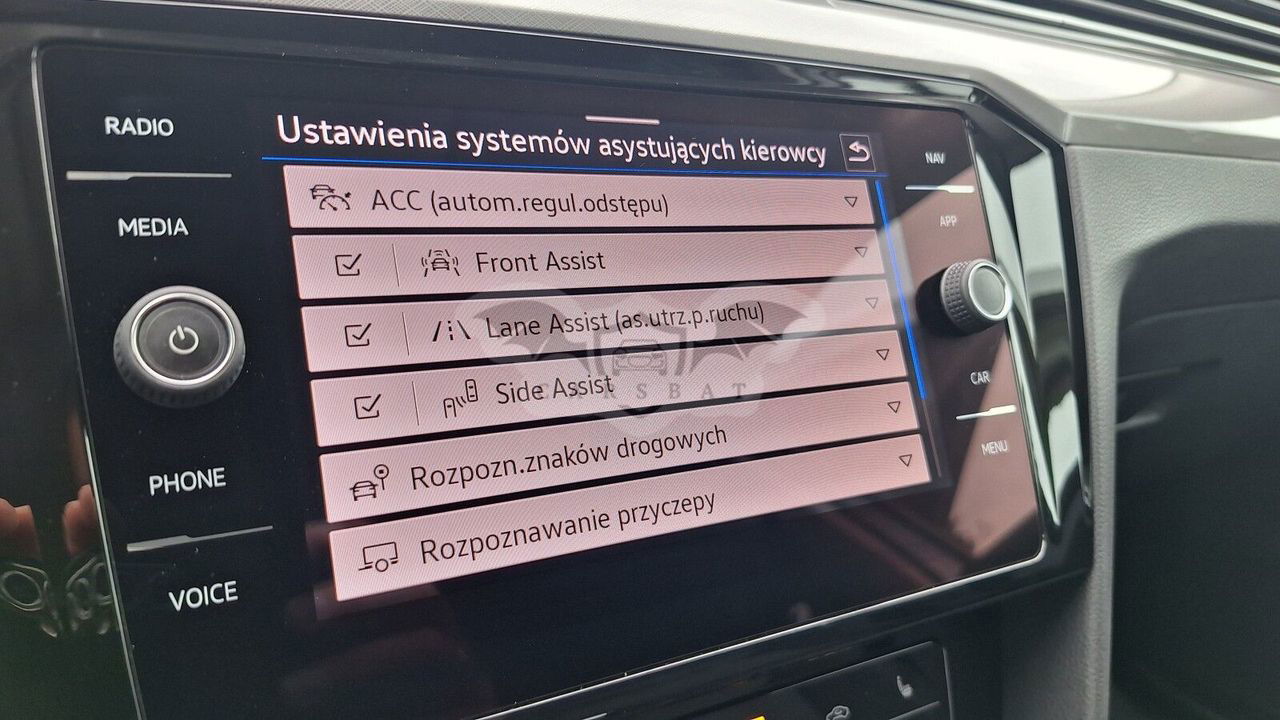 RADIO
MEDIA
PHONE
VOICE
Ustawienia systemów asystujących kierowcy
ACC (autom.regul.odstępu)
Front Assist
Lane Assist (as.utrz.p.ruchu)
Side Assist
Rozpozn.znaków drogowych
Rozpoznawanie przyczepy
CARSBAT
NAV
APP
CAR
MENU